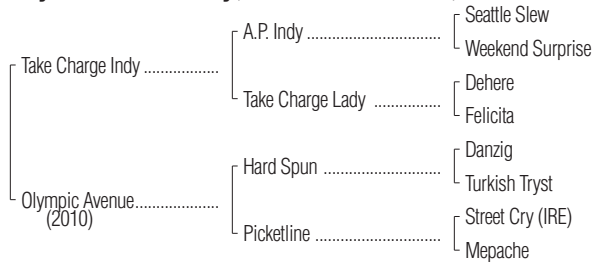 Seattle Slew
A.P. Indy ..........................
Weekend Surprise
Take Charge Indy ..................
Dehere
Take Charge Lady ................
Felicita
Danzig
Hard Spun .......................
Turkish Tryst
Olympic Avenue....................
(2010)
Street Cry (IRE)
Picketline .........................
Mepache